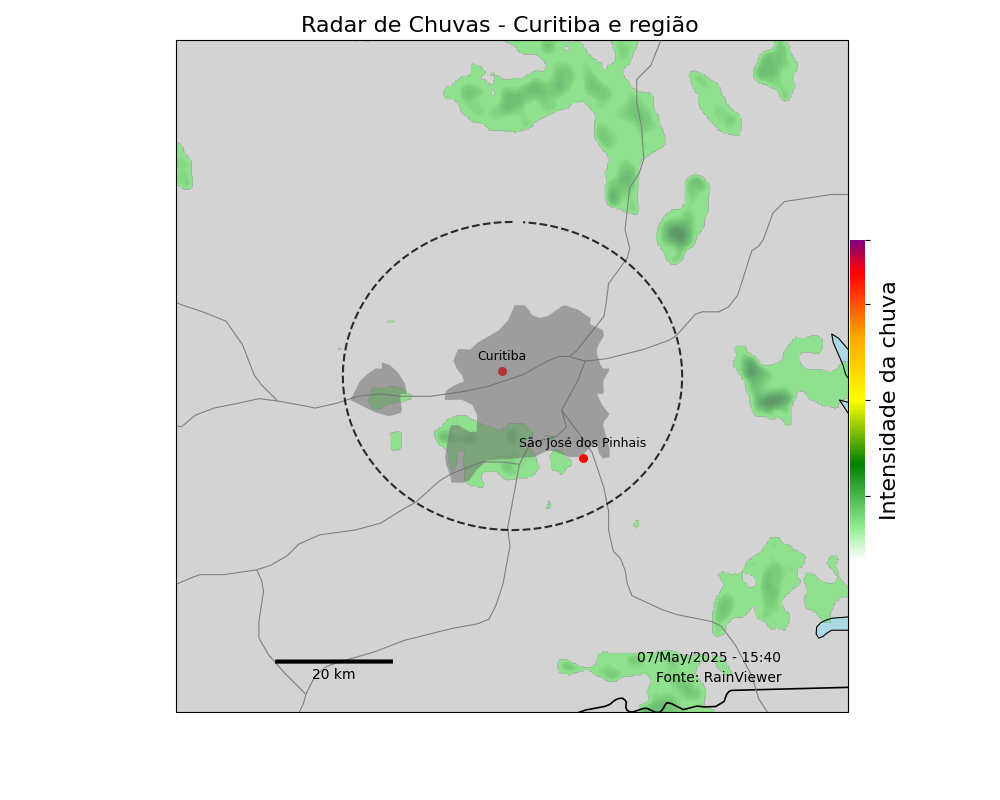 Radar de Chuvas - Curitiba e região
Curitiba
São José dos Pinhais
Intensidade da chuva
20 km
07/May/2025 - 15:40
Fonte: RainViewer